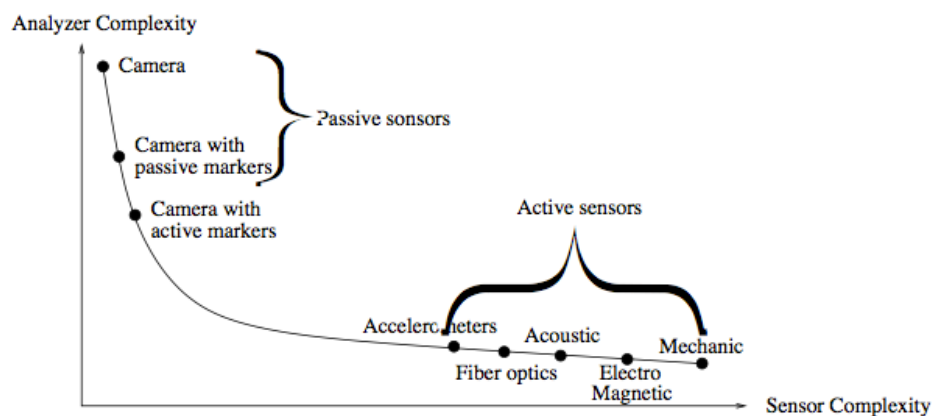 Analyzer Complexity
Camera
Passive sonsors
Camera with
passive markers
Camera with
active markers
Active sensors
Accelerometers
Acoustic
Mechanic
Fiber optics
Electro
Magnetic
Sensor Complexity